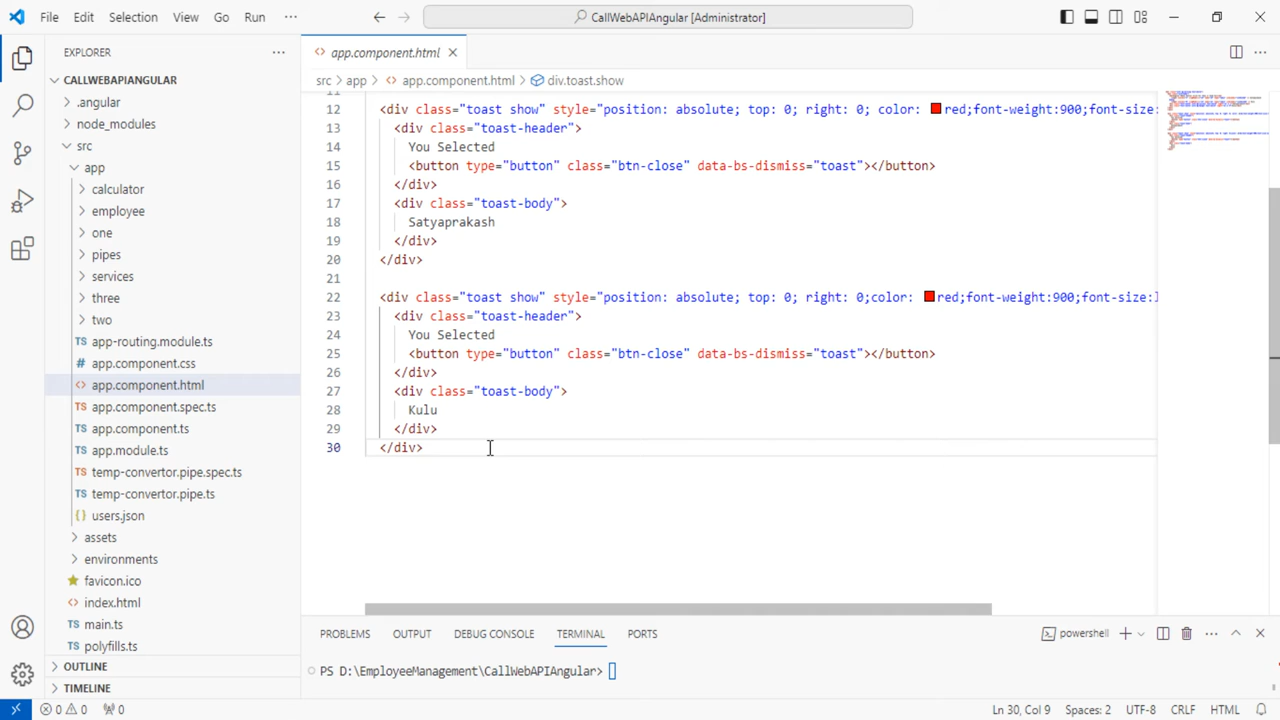 File Edit Selection View Go Run ···
CallWebAPIAngular [Administrator]
EXPLORER
CALLWEBAPIANGULAR
.angular
node_modules
src
app
calculator
employee
one
pipes
services
three
two
TS app-routing.module.ts
# app.component.css
<> app.component.html
TS app.component.spec.ts
TS app.component.ts
TS app.module.ts
TS temp-convertor.pipe.spec.ts
TS temp-convertor.pipe.ts
{} users.json
assets
environments
favicon.ico
<> index.html
TS main.ts
TS polyfills.ts
OUTLINE
TIMELINE
<> app.component.html
src > app > <> app.component.html > div.toast.show
11
12 <div class="toast show" style="position: absolute; top: 0; right: 0; color: red;font-weight:900;font-size:
13 <div class="toast-header">
14 You Selected
15 <button type="button" class="btn-close" data-bs-dismiss="toast"></button>
16 </div>
17 <div class="toast-body">
18 Satyaprakash
19 </div>
20 </div>
21
22 <div class="toast show" style="position: absolute; top: 0; right: 0;color: red;font-weight:900;font-size:
23 <div class="toast-header">
24 You Selected
25 <button type="button" class="btn-close" data-bs-dismiss="toast"></button>
26 </div>
27 <div class="toast-body">
28 Kulu
29 </div>
30 </div>
PROBLEMS OUTPUT DEBUG CONSOLE TERMINAL PORTS
powershell
PS D:\EmployeeManagement\CallWebAPIAngular>
0 0 0
Ln 30, Col 9 Spaces: 2 UTF-8 CRLF HTML